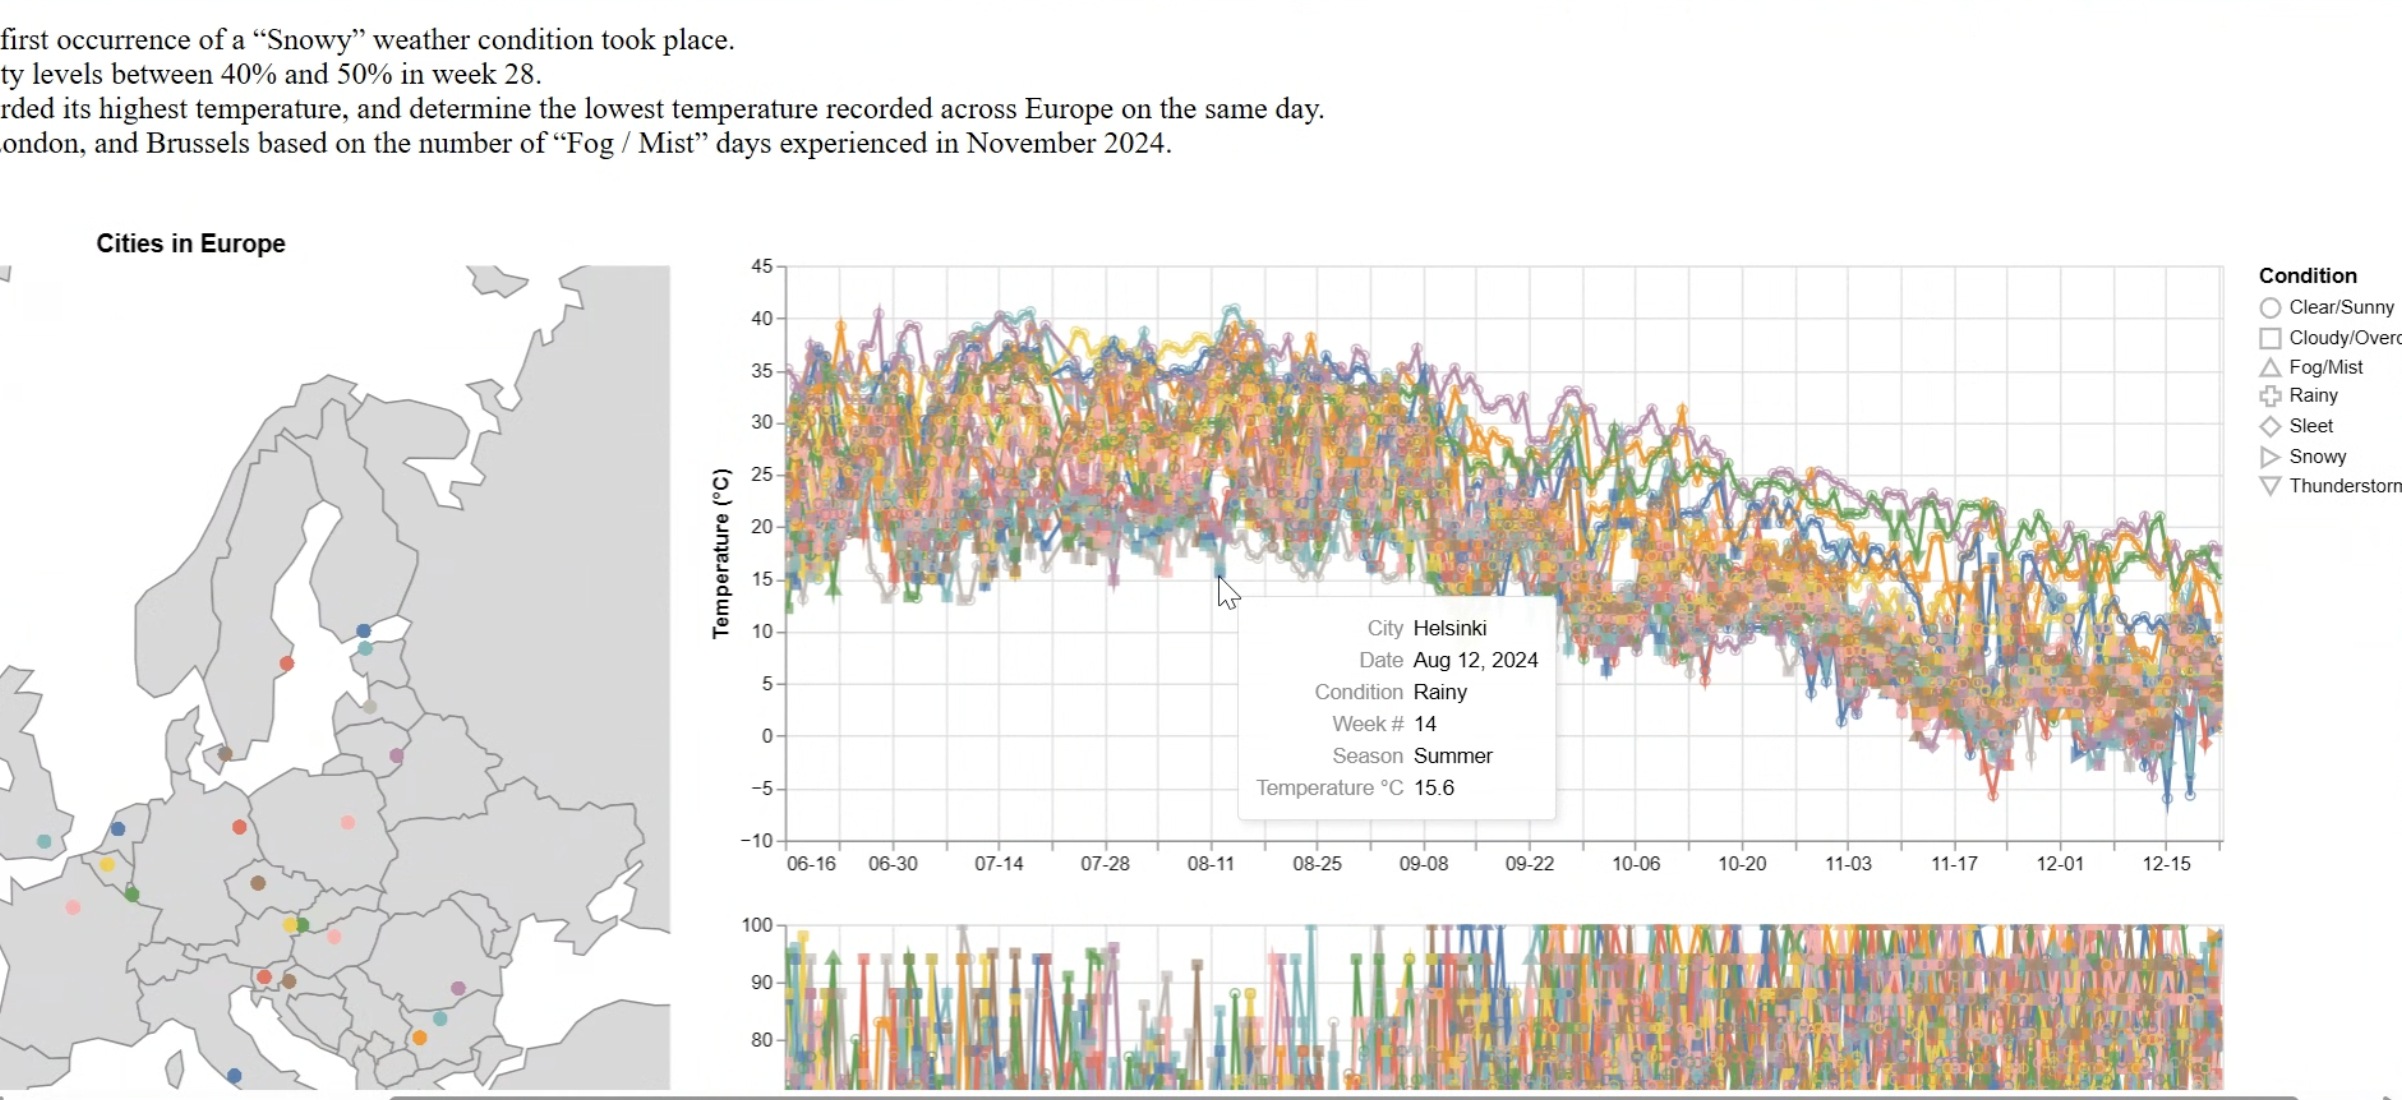 first occurrence of a “Snowy” weather condition took place.
ty levels between 40% and 50% in week 28.
rded its highest temperature, and determine the lowest temperature recorded across Europe on the same day.
ondon, and Brussels based on the number of “Fog / Mist” days experienced in November 2024.
Cities in Europe
Temperature (°C)
45
40
35
30
25
20
15
10
5
0
−5
−10
06-16 06-30 07-14 07-28 08-11 08-25 09-08 09-22 10-06 10-20 11-03 11-17 12-01 12-15
City Helsinki
Date Aug 12, 2024
Condition Rainy
Week # 14
Season Summer
Temperature °C 15.6
Condition
Clear/Sunny
Cloudy/Overc
Fog/Mist
Rainy
Sleet
Snowy
Thunderstorm
100
90
80